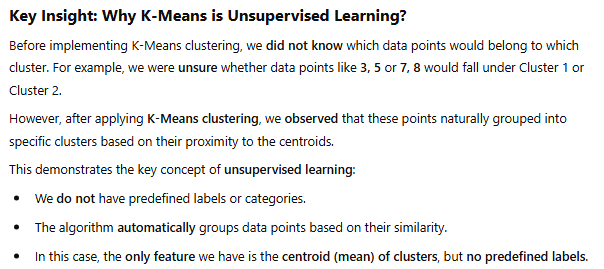 Key Insight: Why K-Means is Unsupervised Learning?
Before implementing K-Means clustering, we did not know which data points would belong to which
cluster. For example, we were unsure whether data points like 3, 5 or 7, 8 would fall under Cluster 1 or
Cluster 2.
However, after applying K-Means clustering, we observed that these points naturally grouped into
specific clusters based on their proximity to the centroids.
This demonstrates the key concept of unsupervised learning:
• We do not have predefined labels or categories.
• The algorithm automatically groups data points based on their similarity.
• In this case, the only feature we have is the centroid (mean) of clusters, but no predefined labels.